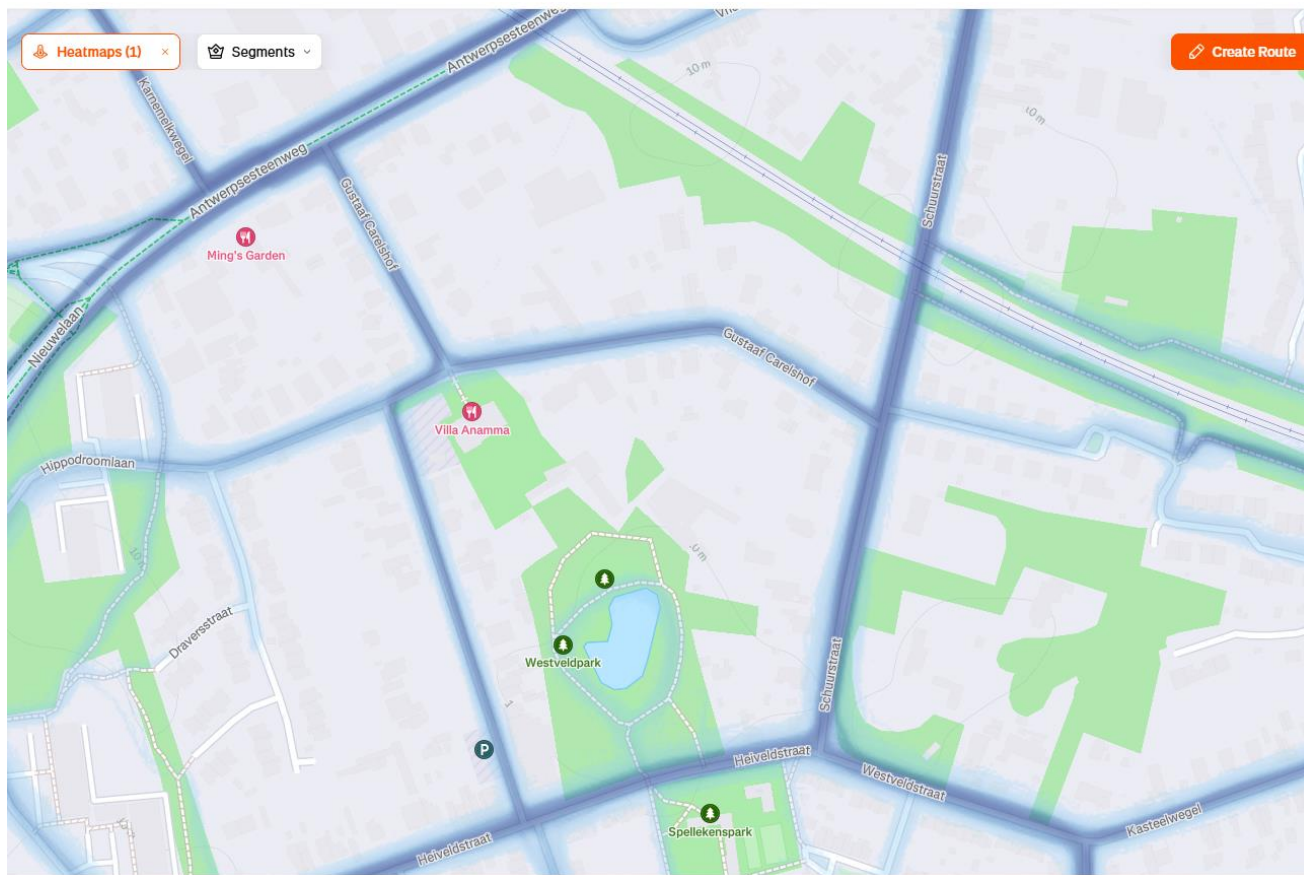 Heatmaps (1)
×
Segments
Create Route
Antwerpsesteenweg
10 m
10 m
Karnemelkwegel
Antwerpsesteenweg
Gustaaf Carelshof
Schuurstraat
Ming's Garden
Nieuwelaan
Gustaaf Carelshof
Villa Anamma
Hippodroomlaan
10
Draversstraat
Westveldpark
Schuurstraat
P
Heiveldstraat
Westveldstraat
Kasteelwegel
Spellekenspark
Heiveldstraat